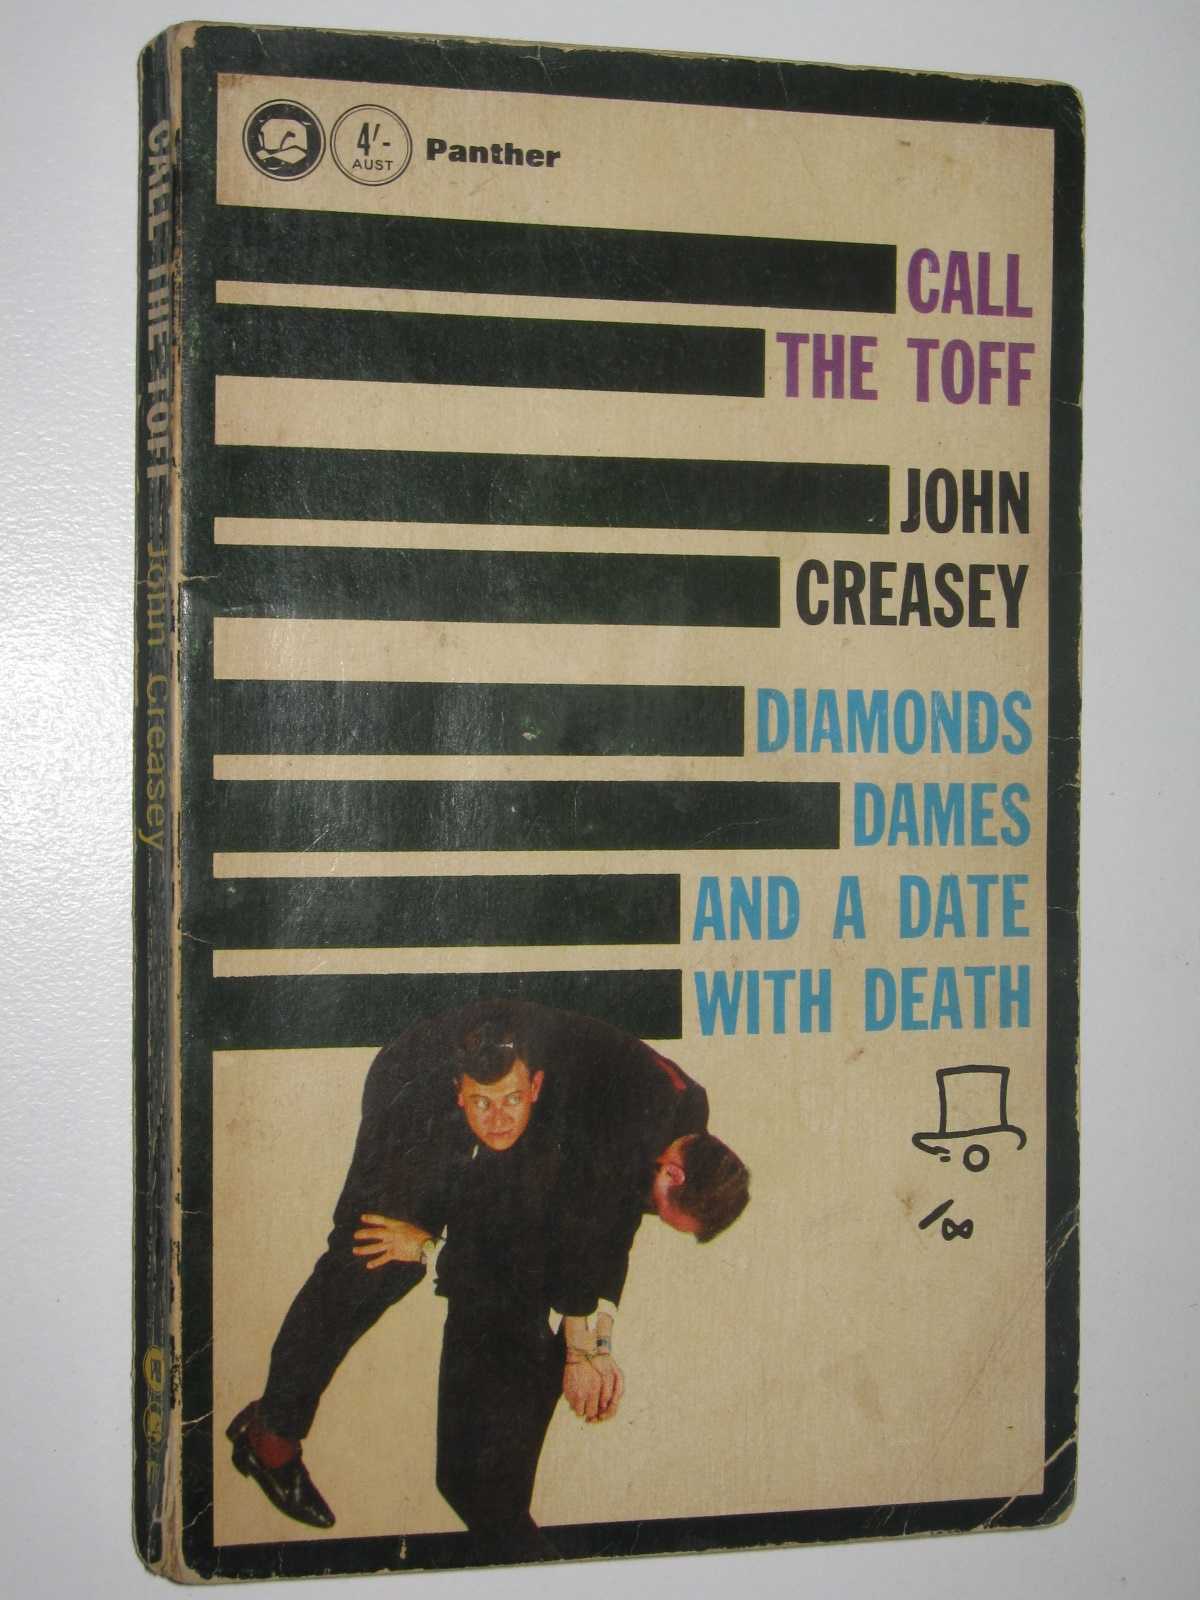 4/-
AUST
Panther
CALL
THE TOFF
JOHN
CREASEY
DIAMONDS
DAMES
AND A DATE
WITH DEATH
CALL THE TOFF John Creasey